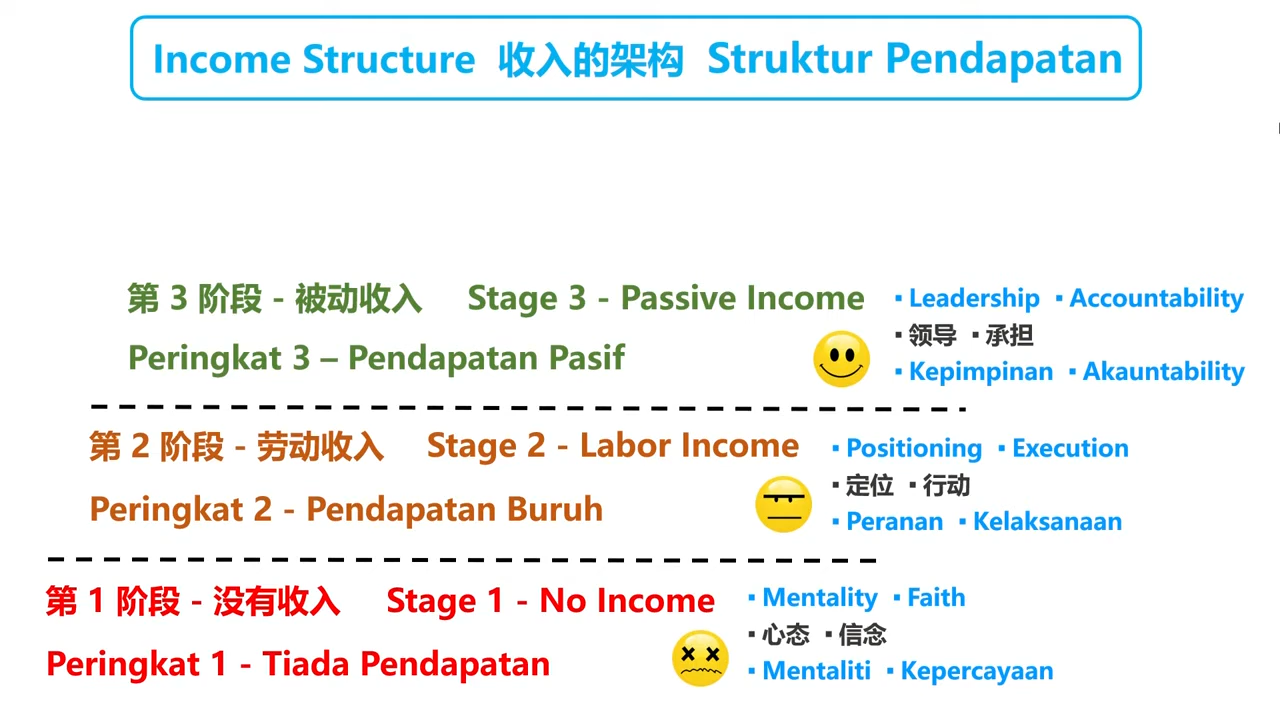 Income Structure 收入的架构 Struktur Pendapatan
第 3 阶段 - 被动收入 Stage 3 - Passive Income
Peringkat 3 – Pendapatan Pasif
▪ Leadership ▪ Accountability
▪ 领导 ▪ 承担
▪ Kepimpinan ▪ Akauntability
第 2 阶段 - 劳动收入 Stage 2 - Labor Income
Peringkat 2 - Pendapatan Buruh
▪ Positioning ▪ Execution
▪ 定位 ▪ 行动
▪ Peranan ▪ Kelaksanaan
第 1 阶段 - 没有收入 Stage 1 - No Income
Peringkat 1 - Tiada Pendapatan
▪ Mentality ▪ Faith
▪ 心态 ▪ 信念
▪ Mentaliti ▪ Kepercayaan